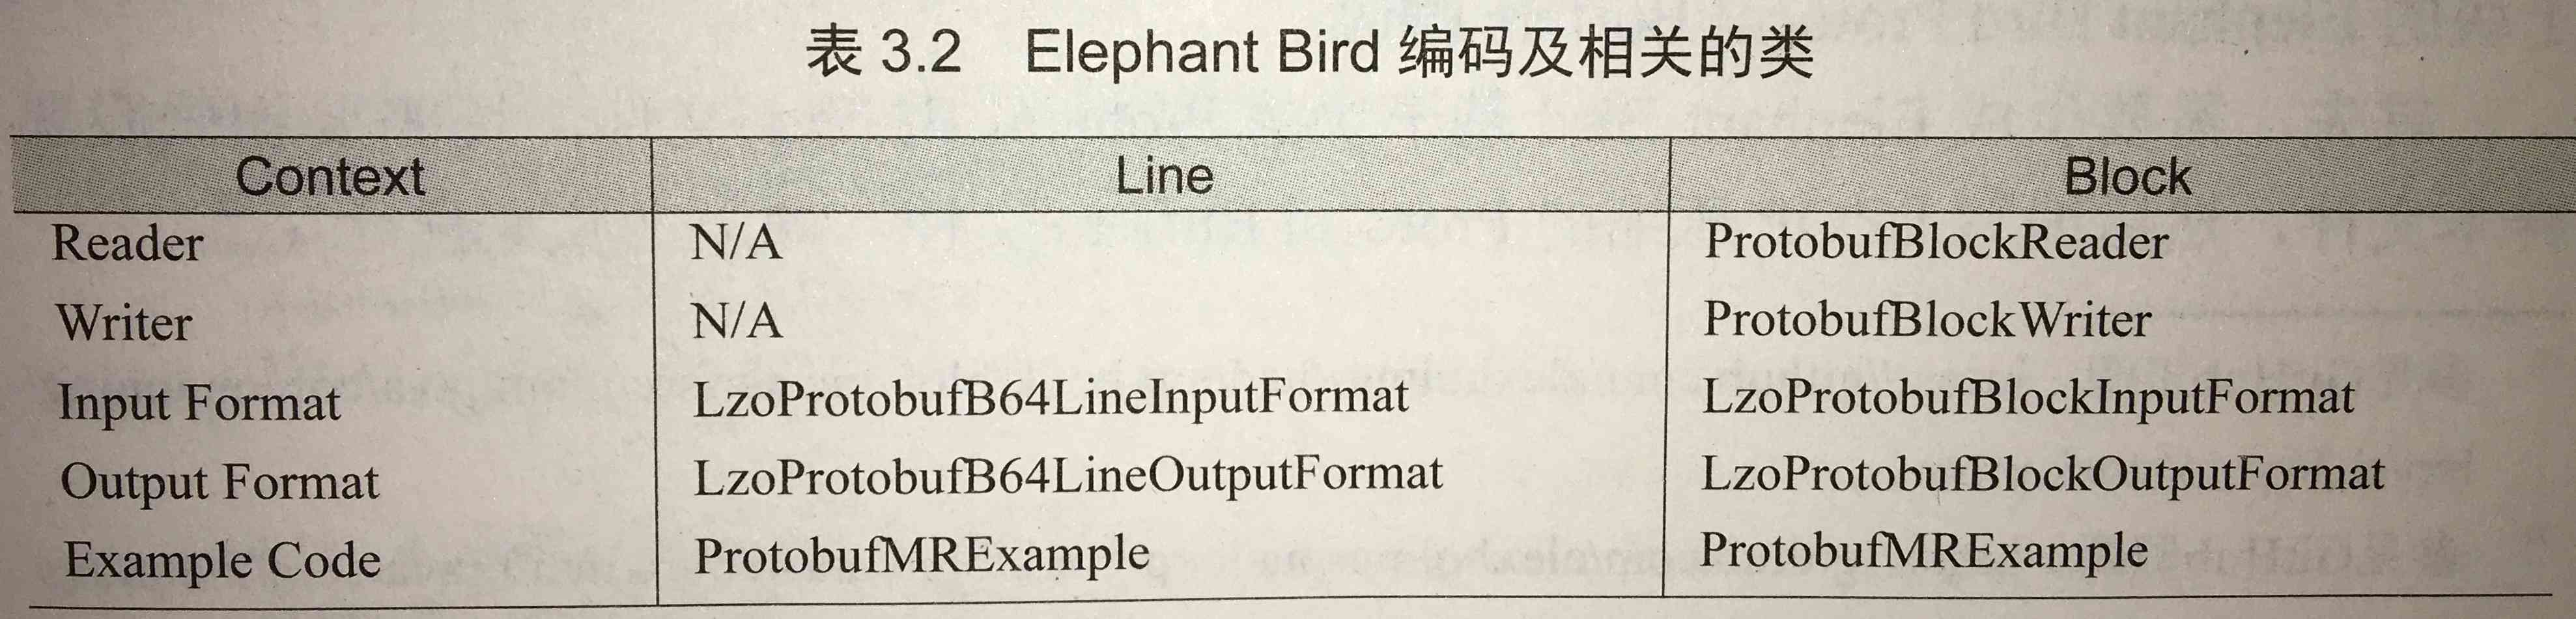 表 3.2 Elephant Bird 编码及相关的类
Context Line Block
Reader N/A ProtobufBlockReader
Writer N/A ProtobufBlockWriter
Input Format LzoProtobufB64LineInputFormat LzoProtobufBlockInputFormat
Output Format LzoProtobufB64LineOutputFormat LzoProtobufBlockOutputFormat
Example Code ProtobufMRExample ProtobufMRExample